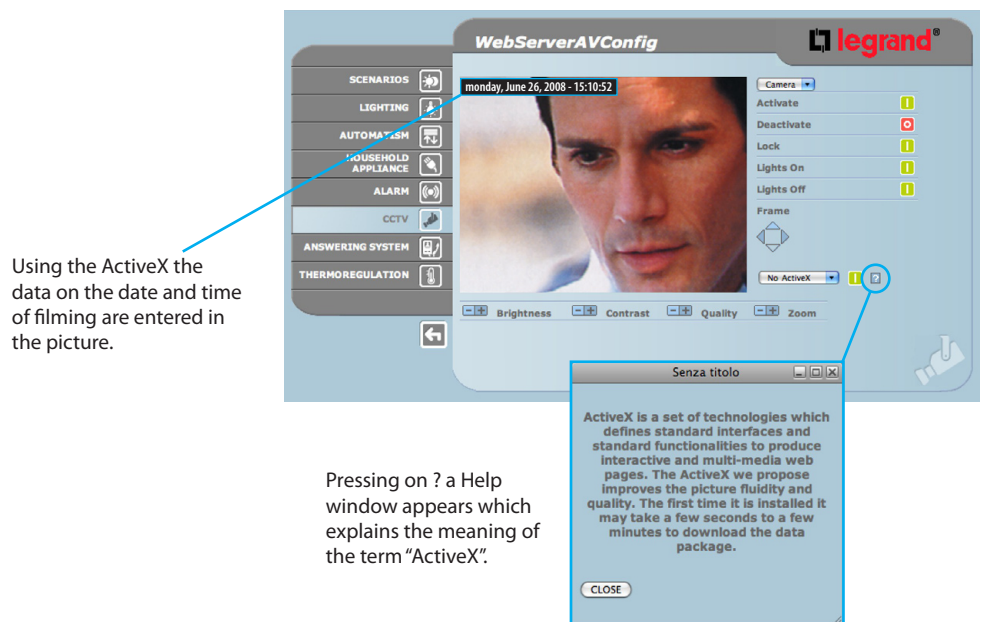 WebServerAVConfig
legrand®
SCENARIOS
LIGHTING
AUTOMATISM
HOUSEHOLD
APPLIANCE
ALARM
CCTV
ANSWERING SYSTEM
THERMOREGULATION
monday, June 26, 2008 - 15:10:52
Camera
Activate
Deactivate
Lock
Lights On
Lights Off
Frame
No ActiveX
?
Brightness
Contrast
Quality
Zoom
Using the ActiveX the
data on the date and time
of filming are entered in
the picture.
Pressing on ? a Help
window appears which
explains the meaning of
the term “ActiveX”.
Senza titolo
ActiveX is a set of technologies which
defines standard interfaces and
standard functionalities to produce
interactive and multi-media web
pages. The ActiveX we propose
improves the picture fluidity and
quality. The first time it is installed it
may take a few seconds to a few
minutes to download the data
package.
CLOSE